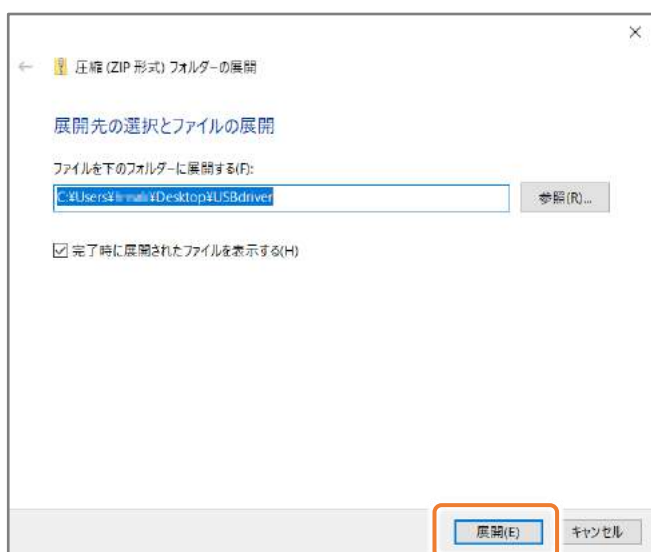 圧縮 (ZIP 形式) フォルダーの展開
展開先の選択とファイルの展開
ファイルを下のフォルダーに展開する(F):
C:¥Users¥ ¥Desktop¥USBdriver
参照(R)...
完了時に展開されたファイルを表示する(H)
展開(E)
キャンセル